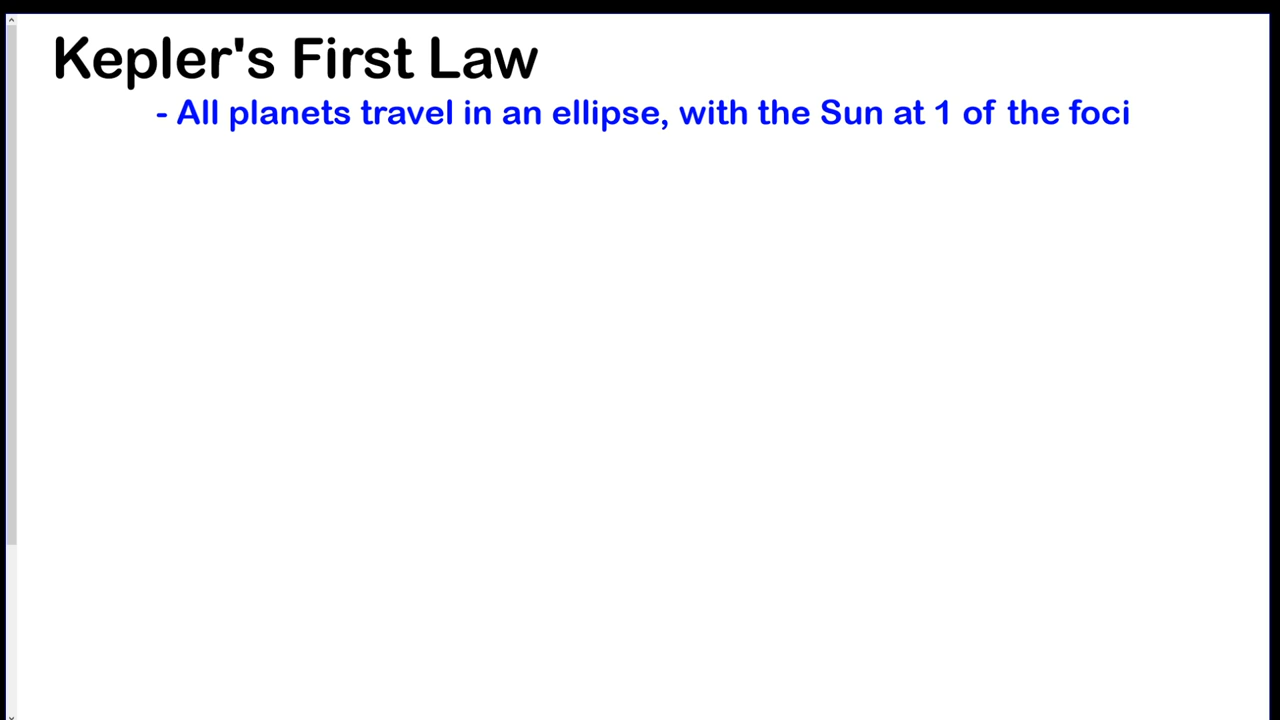 Kepler's First Law
- All planets travel in an ellipse, with the Sun at 1 of the foci